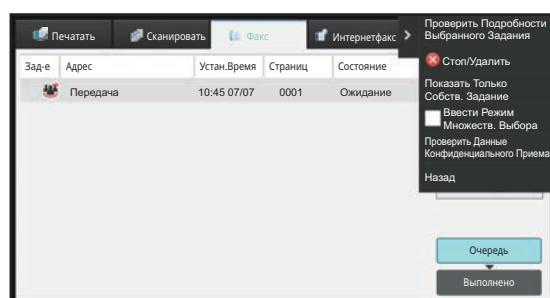 Печатать
Сканировать
Факс
Интернетфакс
Зад-е
Адрес
Устан.Время
Страниц
Состояние
Передача
10:45 07/07
0001
Ожидание
Проверить Подробности
Выбранного Задания
Стоп/Удалить
Показать Только
Собств. Задание
Ввести Режим
Множеств. Выбора
Проверить Данные
Конфиденциального Приема
Назад
Очередь
Выполнено